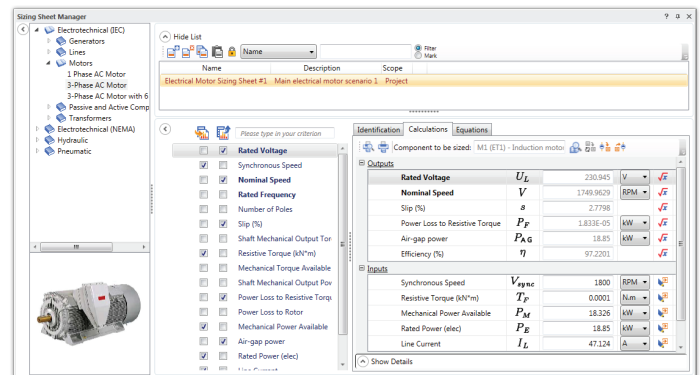 Sizing Sheet Manager
Electrotechnical (IEC)
Generators
Lines
Motors
1 Phase AC Motor
3-Phase AC Motor
3-Phase AC Motor with 6
Passive and Active Comp
Transformers
Electrotechnical (NEMA)
Hydraulic
Pneumatic
Hide List
Name
Filter
Mark
Name Description Scope
Electrical Motor Sizing Sheet #1 Main electrical motor scenario 1 Project
Please type in your criterion
Rated Voltage
Synchronous Speed
Nominal Speed
Rated Frequency
Number of Poles
Slip (%)
Shaft Mechanical Output Tor
Resistive Torque (kN*m)
Mechanical Torque Available
Shaft Mechanical Output Pow
Power Loss to Resistive Torqu
Power Loss to Rotor
Mechanical Power Available
Air-gap power
Rated Power (elec)
Line Current
Identification Calculations Equations
Component to be sized: M1 (ET1) - Induction motor
Outputs
Rated Voltage U_L 230.945 V √x
Nominal Speed V 1749.9629 RPM √x
Slip (%) s 2.7798 √x
Power Loss to Resistive Torque P_F 1.833E-05 kW √x
Air-gap power P_AG 18.85 kW √x
Efficiency (%) η 97.2201 √x
Inputs
Synchronous Speed V_sync 1800 RPM
Resistive Torque (kN*m) T_F 0.0001 N.m
Mechanical Power Available P_M 18.326 kW
Rated Power (elec) P_E 18.85 kW
Line Current I_L 47.124 A
Show Details